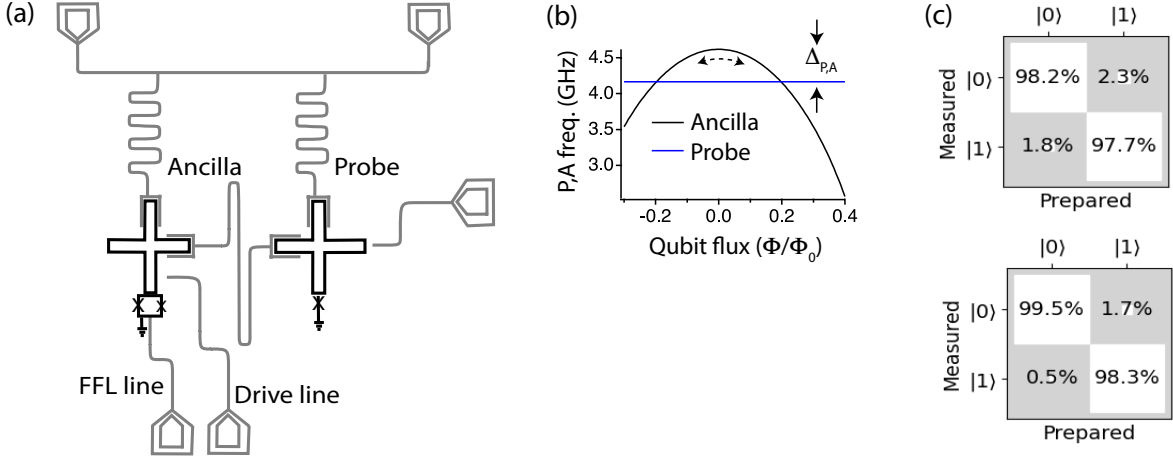 (a)
Ancilla
Probe
FFL line
Drive line
(b)
P,A freq. (GHz)
4.5
4.0
3.5
3.0
Δ_P,A
Ancilla
Probe
-0.2 0.0 0.2 0.4
Qubit flux (Φ/Φ₀)
(c)
|0⟩ |1⟩
Measured
|0⟩ 98.2% 2.3%
|1⟩ 1.8% 97.7%
Prepared
|0⟩ |1⟩
Measured
|0⟩ 99.5% 1.7%
|1⟩ 0.5% 98.3%
Prepared